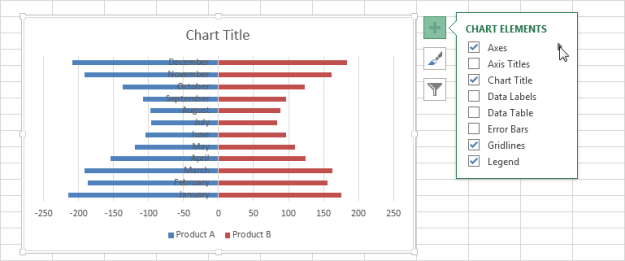 Chart Title
December
November
October
September
August
July
June
May
April
March
February
January
-250 -200 -150 -100 -50 0 50 100 150 200 250
Product A Product B
CHART ELEMENTS
Axes
Axis Titles
Chart Title
Data Labels
Data Table
Error Bars
Gridlines
Legend